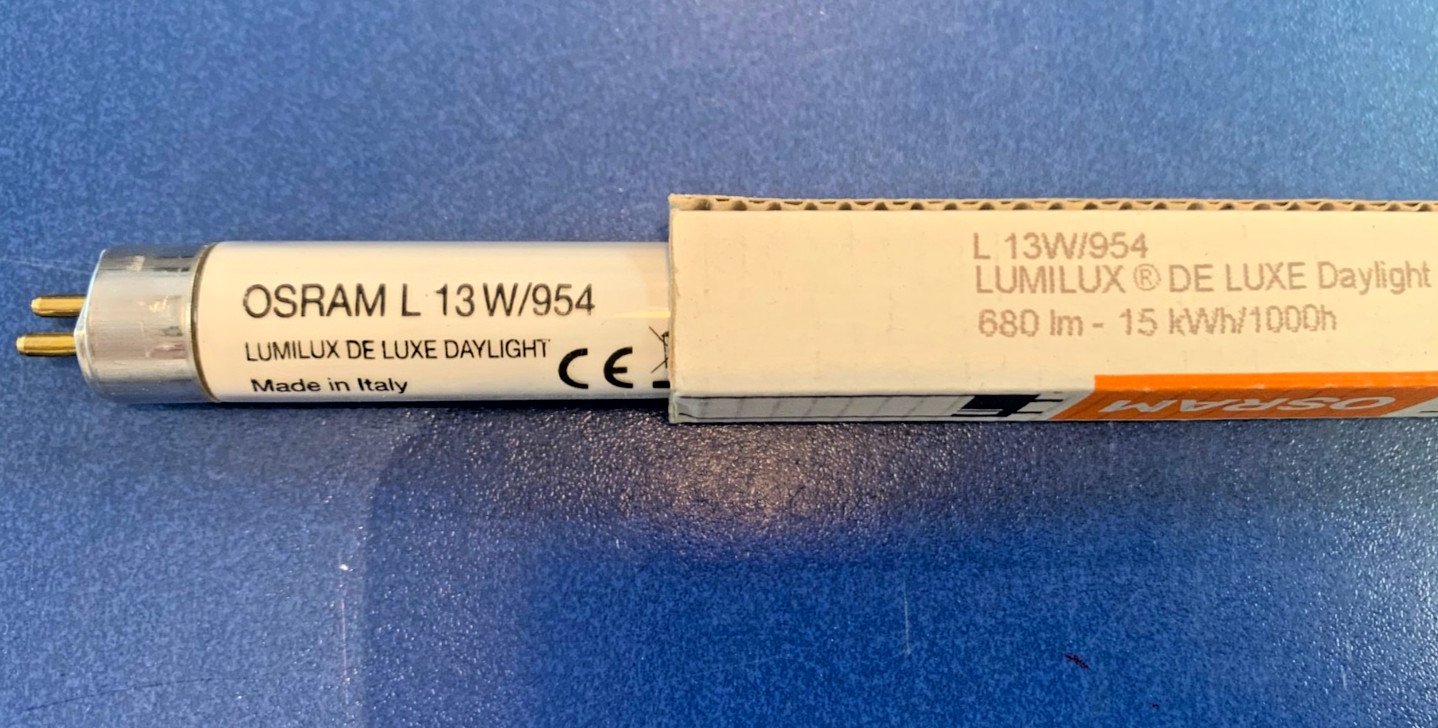 OSRAM L 13 W/954
LUMILUX DE LUXE DAYLIGHT
CE
Made in Italy
L 13W/954
LUMILUX ® DE LUXE Daylight
680 lm - 15 kWh/1000h
OSRAM